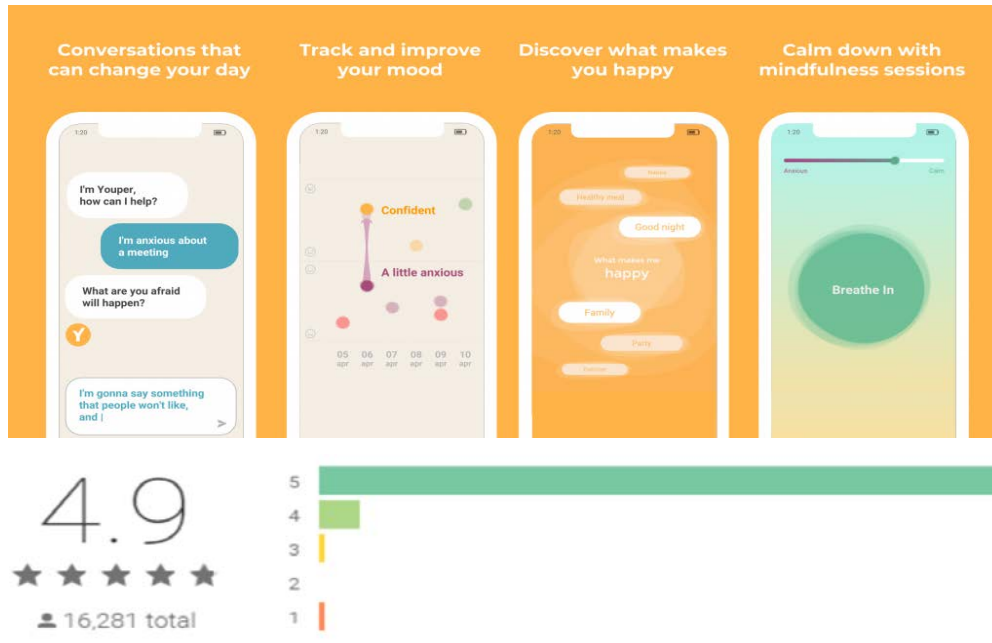 Conversations that
can change your day
Track and improve
your mood
Discover what makes
you happy
Calm down with
mindfulness sessions
1:20
I'm Youper,
how can I help?
I'm anxious about
a meeting
What are you afraid
will happen?
Y
I'm gonna say something
that people won't like,
and |
1:20
Confident
A little anxious
05 06 07 08 09 10
apr apr apr apr apr apr
1:20
Healthy meal
Good night
What makes me
happy
Family
Party
1:20
Anxious Calm
Breathe In
4.9
16,281 total
5
4
3
2
1